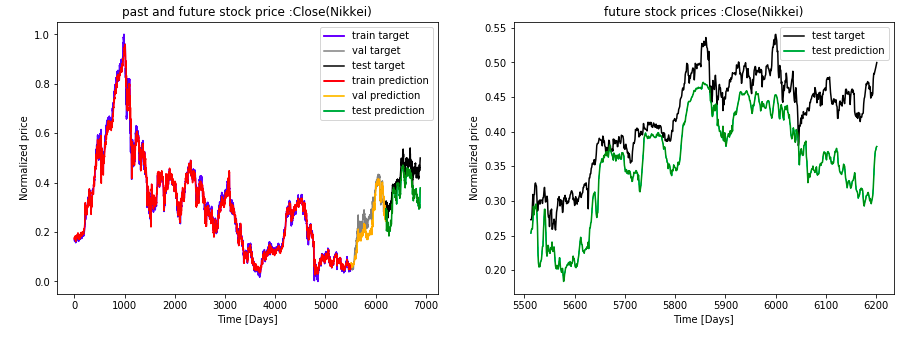 past and future stock price :Close(Nikkei)
Normalized price
1.0
0.8
0.6
0.4
0.2
0.0
train target
val target
test target
train prediction
val prediction
test prediction
0 1000 2000 3000 4000 5000 6000 7000
Time [Days]
future stock prices :Close(Nikkei)
Normalized price
0.55
0.50
0.45
0.40
0.35
0.30
0.25
0.20
test target
test prediction
5500 5600 5700 5800 5900 6000 6100 6200
Time [Days]